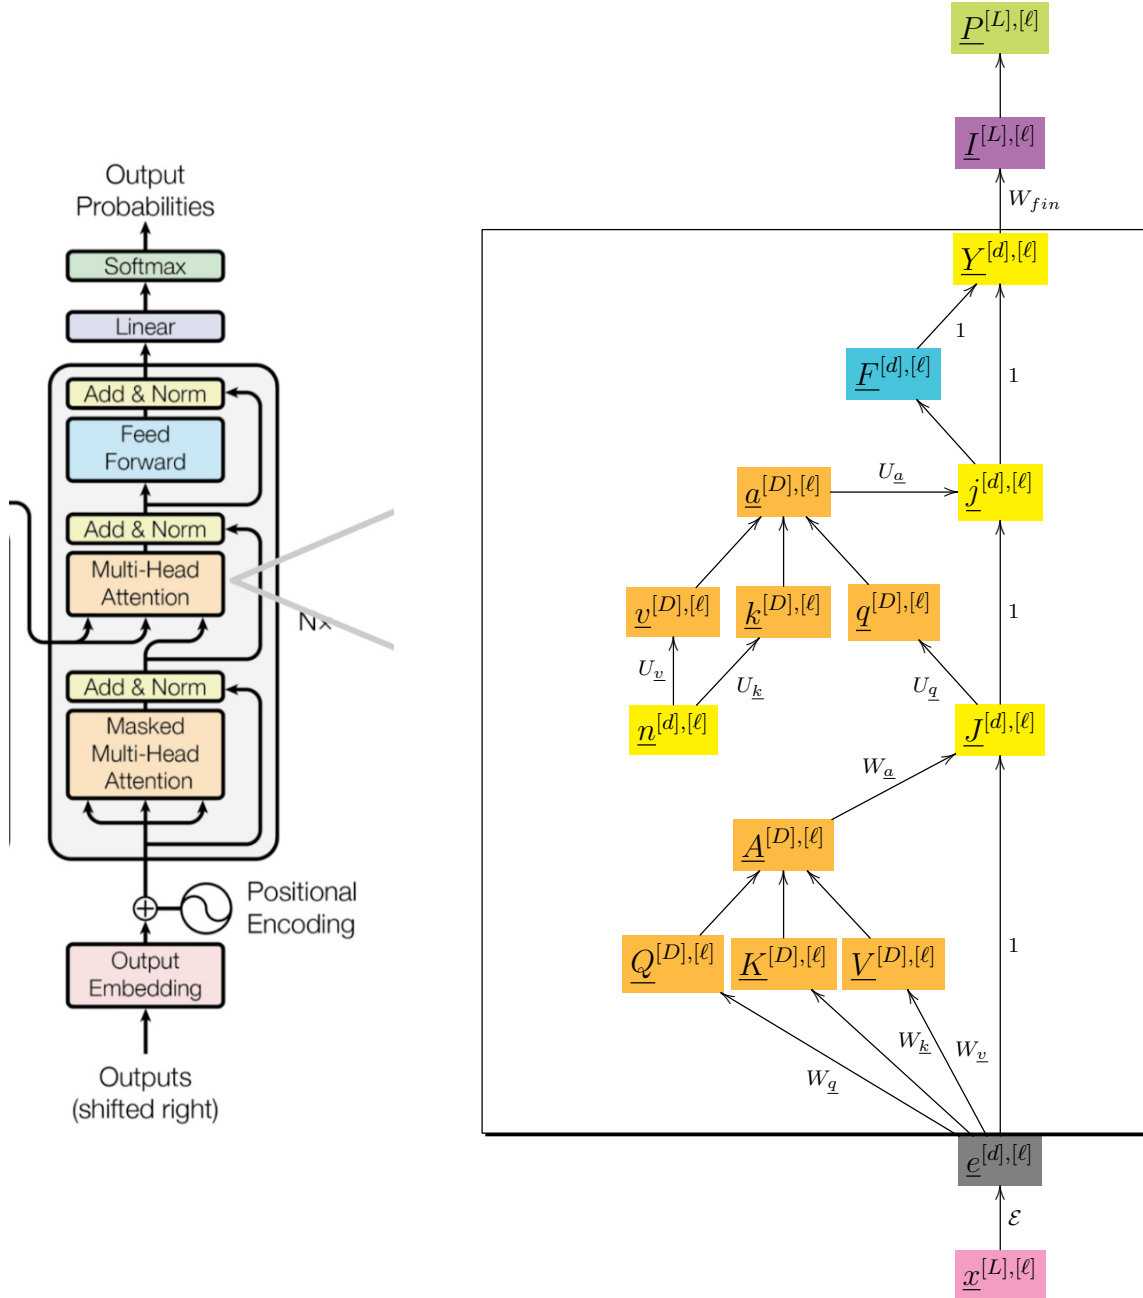 Output
Probabilities
Softmax
Linear
Add & Norm
Feed
Forward
Add & Norm
Multi-Head
Attention
N×
Add & Norm
Masked
Multi-Head
Attention
Positional
Encoding
Output
Embedding
Outputs
(shifted right)
P^{[L],[ℓ]}
I^{[L],[ℓ]}
W_{fin}
Y^{[d],[ℓ]}
1
F^{[d],[ℓ]}
1
a^{[D],[ℓ]}
U_a
j^{[d],[ℓ]}
v^{[D],[ℓ]}
k^{[D],[ℓ]}
q^{[D],[ℓ]}
1
U_v
U_k
U_q
n^{[d],[ℓ]}
J^{[d],[ℓ]}
W_a
A^{[D],[ℓ]}
Q^{[D],[ℓ]}
K^{[D],[ℓ]}
V^{[D],[ℓ]}
1
W_q
W_k
W_v
e^{[d],[ℓ]}
ℰ
x^{[L],[ℓ]}